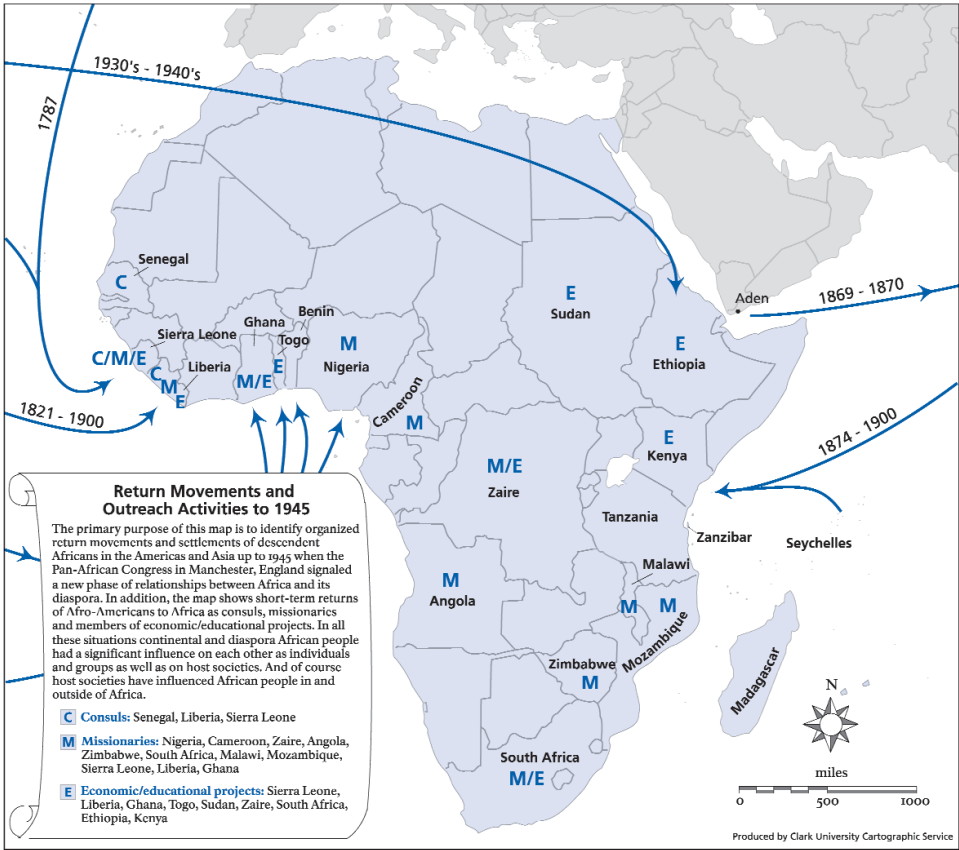 1930's - 1940's
1787
Senegal
C
Aden
1869 - 1870
E
Sudan
Benin
Ghana
Togo
Sierra Leone
C/M/E
Liberia
C
M
E
M/E
E
M
Nigeria
E
Ethiopia
Cameroon
M
1821 - 1900
1874 - 1900
E
Kenya
M/E
Zaire
Tanzania
Zanzibar
Seychelles
Malawi
M
Angola
M
M
Mozambique
Zimbabwe
M
Madagascar
South Africa
M/E
N
miles
0 500 1000
Return Movements and
Outreach Activities to 1945
The primary purpose of this map is to identify organized
return movements and settlements of descendent
Africans in the Americas and Asia up to 1945 when the
Pan-African Congress in Manchester, England signaled
a new phase of relationships between Africa and its
diaspora. In addition, the map shows short-term returns
of Afro-Americans to Africa as consuls, missionaries
and members of economic/educational projects. In all
these situations continental and diaspora African people
had a significant influence on each other as individuals
and groups as well as on host societies. And of course
host societies have influenced African people in and
outside of Africa.
C Consuls: Senegal, Liberia, Sierra Leone
M Missionaries: Nigeria, Cameroon, Zaire, Angola,
Zimbabwe, South Africa, Malawi, Mozambique,
Sierra Leone, Liberia, Ghana
E Economic/educational projects: Sierra Leone,
Liberia, Ghana, Togo, Sudan, Zaire, South Africa,
Ethiopia, Kenya
Produced by Clark University Cartographic Service